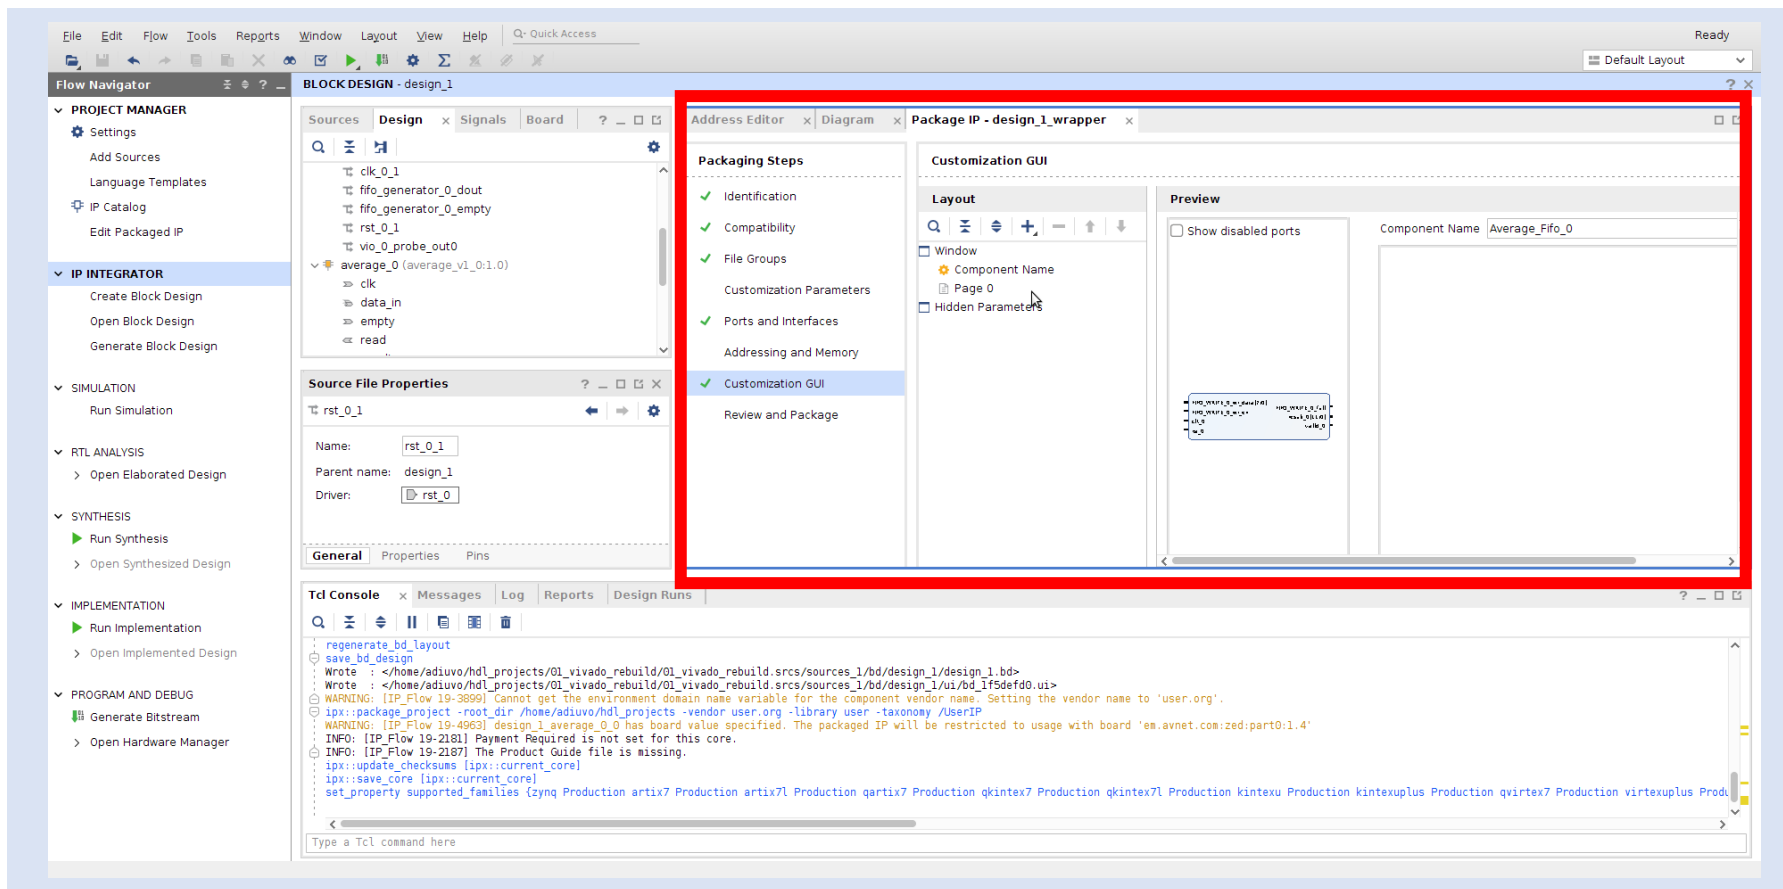 File Edit Flow Tools Reports Window Layout View Help Quick Access Ready
Default Layout
Flow Navigator
PROJECT MANAGER
Settings
Add Sources
Language Templates
IP Catalog
Edit Packaged IP
IP INTEGRATOR
Create Block Design
Open Block Design
Generate Block Design
SIMULATION
Run Simulation
RTL ANALYSIS
Open Elaborated Design
SYNTHESIS
Run Synthesis
Open Synthesized Design
IMPLEMENTATION
Run Implementation
Open Implemented Design
PROGRAM AND DEBUG
Generate Bitstream
Open Hardware Manager
BLOCK DESIGN - design_1
Sources Design Signals Board
clk_0_1
fifo_generator_0_dout
fifo_generator_0_empty
rst_0_1
vio_0_probe_out0
average_0 (average_v1_0:1.0)
clk
data_in
empty
read
Source File Properties
rst_0_1
Name: rst_0_1
Parent name: design_1
Driver: rst_0
General Properties Pins
Address Editor Diagram Package IP - design_1_wrapper
Packaging Steps
Identification
Compatibility
File Groups
Customization Parameters
Ports and Interfaces
Addressing and Memory
Customization GUI
Review and Package
Customization GUI
Layout
Window
Component Name
Page 0
Hidden Parameters
Preview
Show disabled ports
Component Name Average_Fifo_0
Tcl Console Messages Log Reports Design Runs
regenerate_bd_layout
save_bd_design
Wrote : </home/adiuvo/hdl_projects/01_vivado_rebuild/01_vivado_rebuild.srcs/sources_1/bd/design_1/design_1.bd>
Wrote : </home/adiuvo/hdl_projects/01_vivado_rebuild/01_vivado_rebuild.srcs/sources_1/bd/design_1/ui/bd_1f5defd0.ui>
WARNING: [IP_Flow 19-3899] Cannot get the environment domain name variable for the component vendor name. Setting the vendor name to 'user.org'.
ipx::package_project -root_dir /home/adiuvo/hdl_projects -vendor user.org -library user -taxonomy /UserIP
WARNING: [IP_Flow 19-4963] design_1_average_0_0 has board value specified. The packaged IP will be restricted to usage with board 'em.avnet.com:zed:part0:1.4'
INFO: [IP_Flow 19-2181] Payment Required is not set for this core.
INFO: [IP_Flow 19-2187] The Product Guide file is missing.
ipx::update_checksums [ipx::current_core]
ipx::save_core [ipx::current_core]
set_property supported_families {zynq Production artix7 Production artix7l Production qartix7 Production qkintex7 Production qkintex7l Production kintexu Production kintexuplus Production qvirtex7 Production virtexuplus Produ
Type a Tcl command here